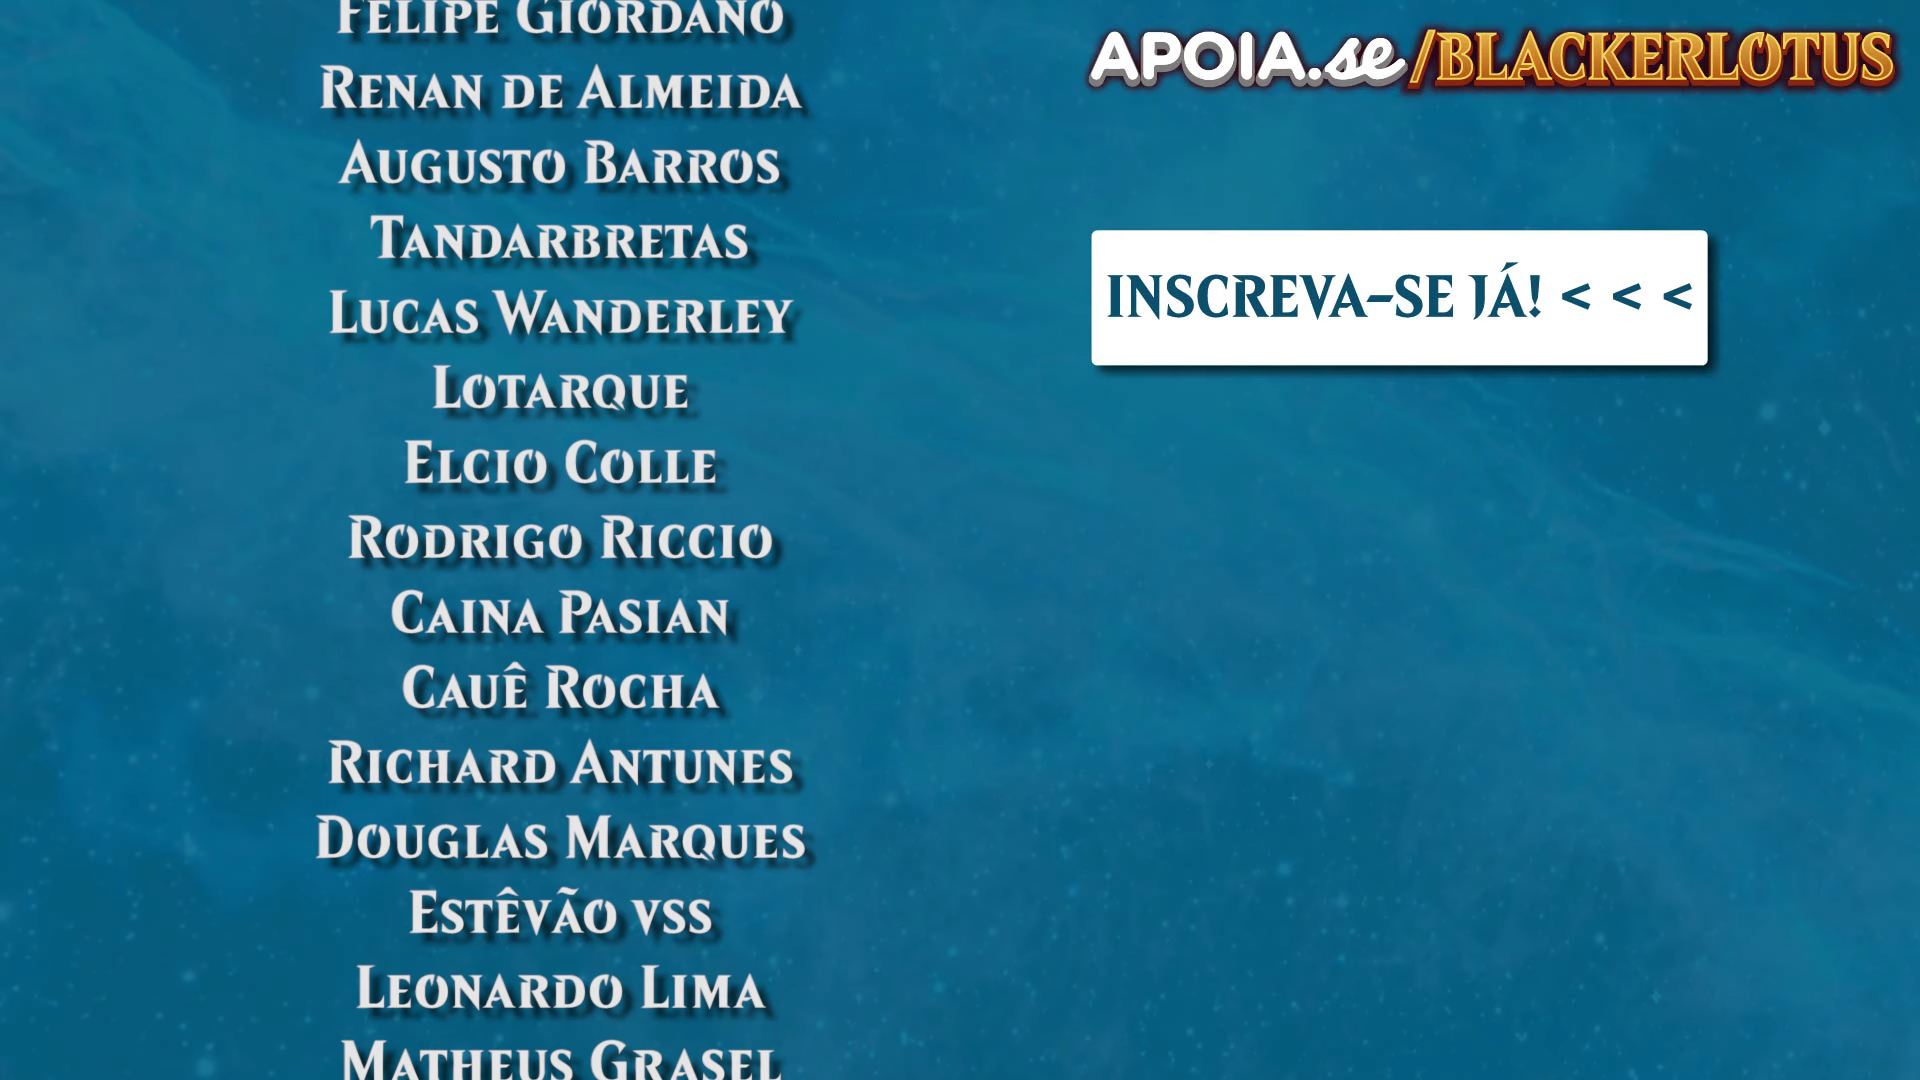 Felipe Giordano
Renan de Almeida
Augusto Barros
Tandarbretas
Lucas Wanderley
Lotarque
Elcio Colle
Rodrigo Riccio
Caina Pasian
Cauê Rocha
Richard Antunes
Douglas Marques
Estêvão vss
Leonardo Lima
Matheus Grasel
APOIA.se/BLACKERLOTUS
INSCREVA-SE JÁ! < < <